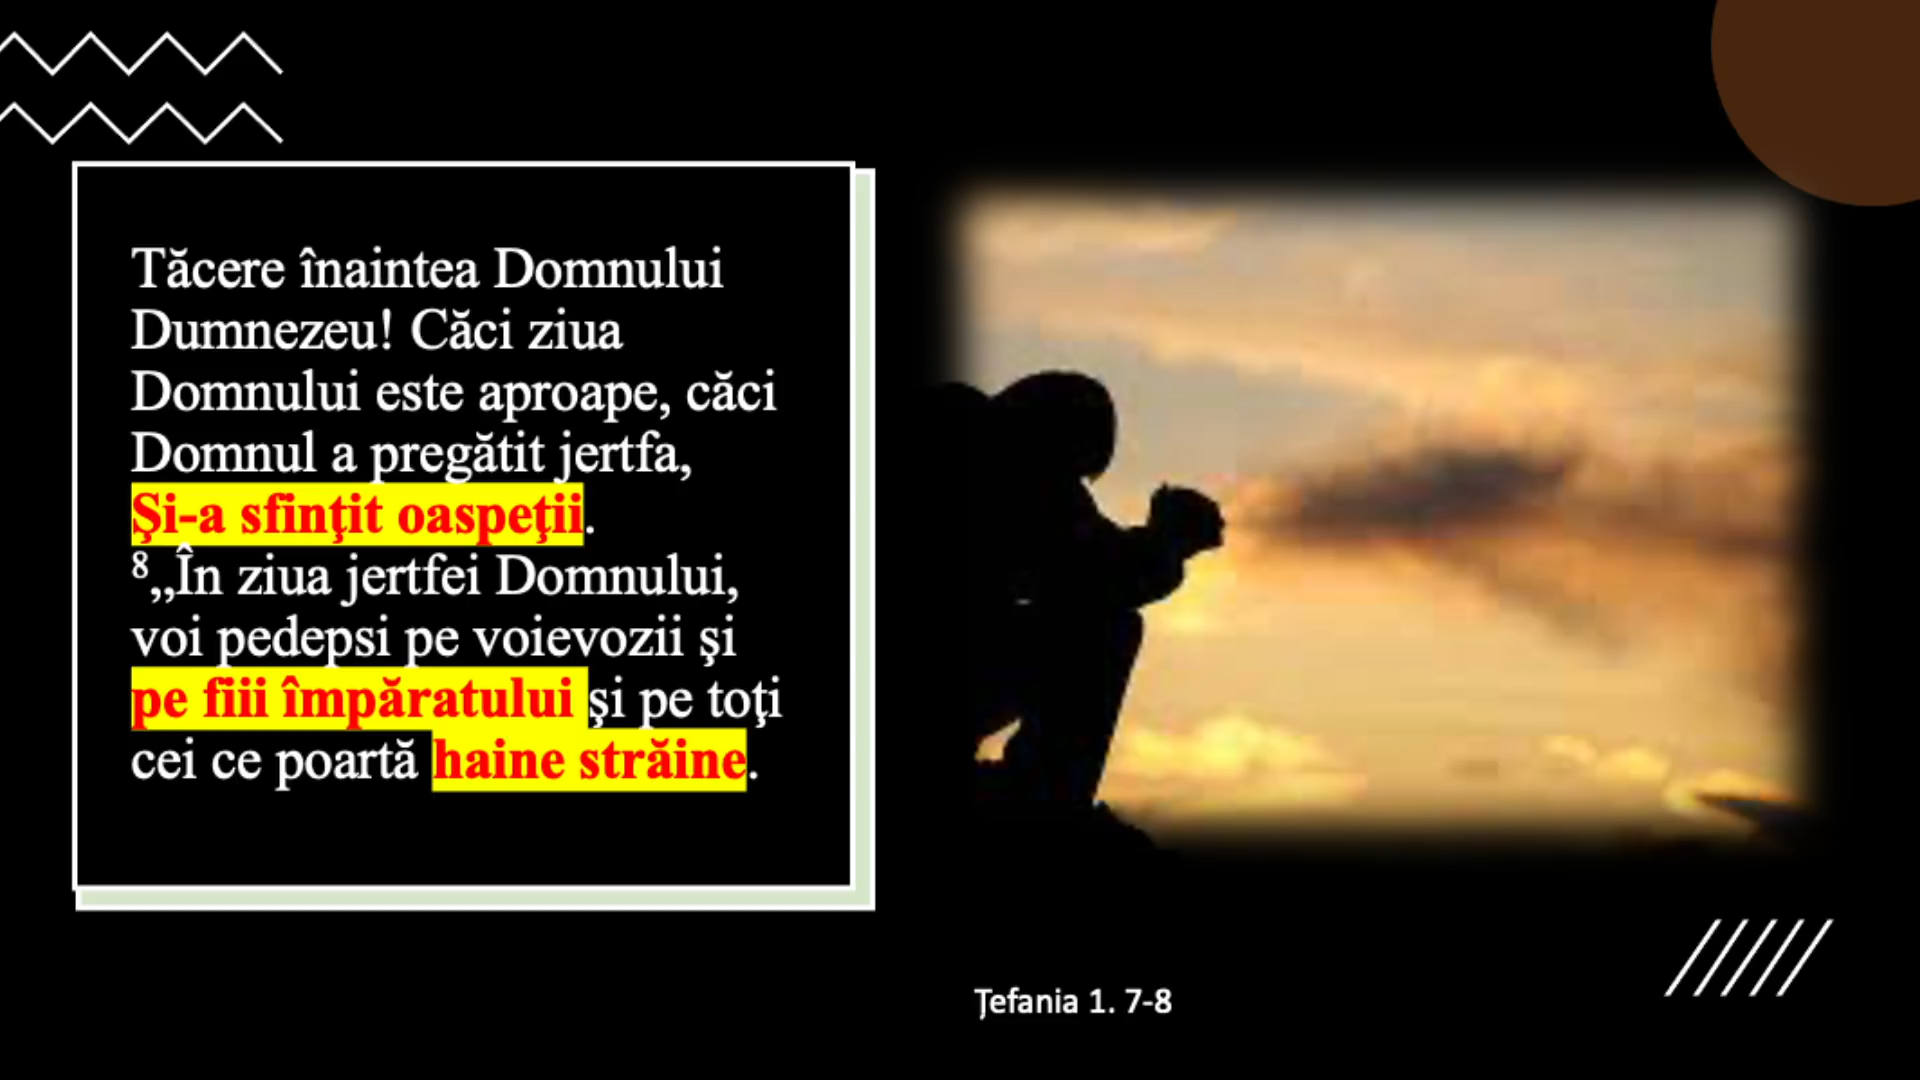 Tăcere înaintea Domnului
Dumnezeu! Căci ziua
Domnului este aproape, căci
Domnul a pregătit jertfa,
Şi-a sfinţit oaspeţii.
⁸„În ziua jertfei Domnului,
voi pedepsi pe voievozii şi
pe fiii împăratului şi pe toţi
cei ce poartă haine străine.
Ţefania 1. 7-8